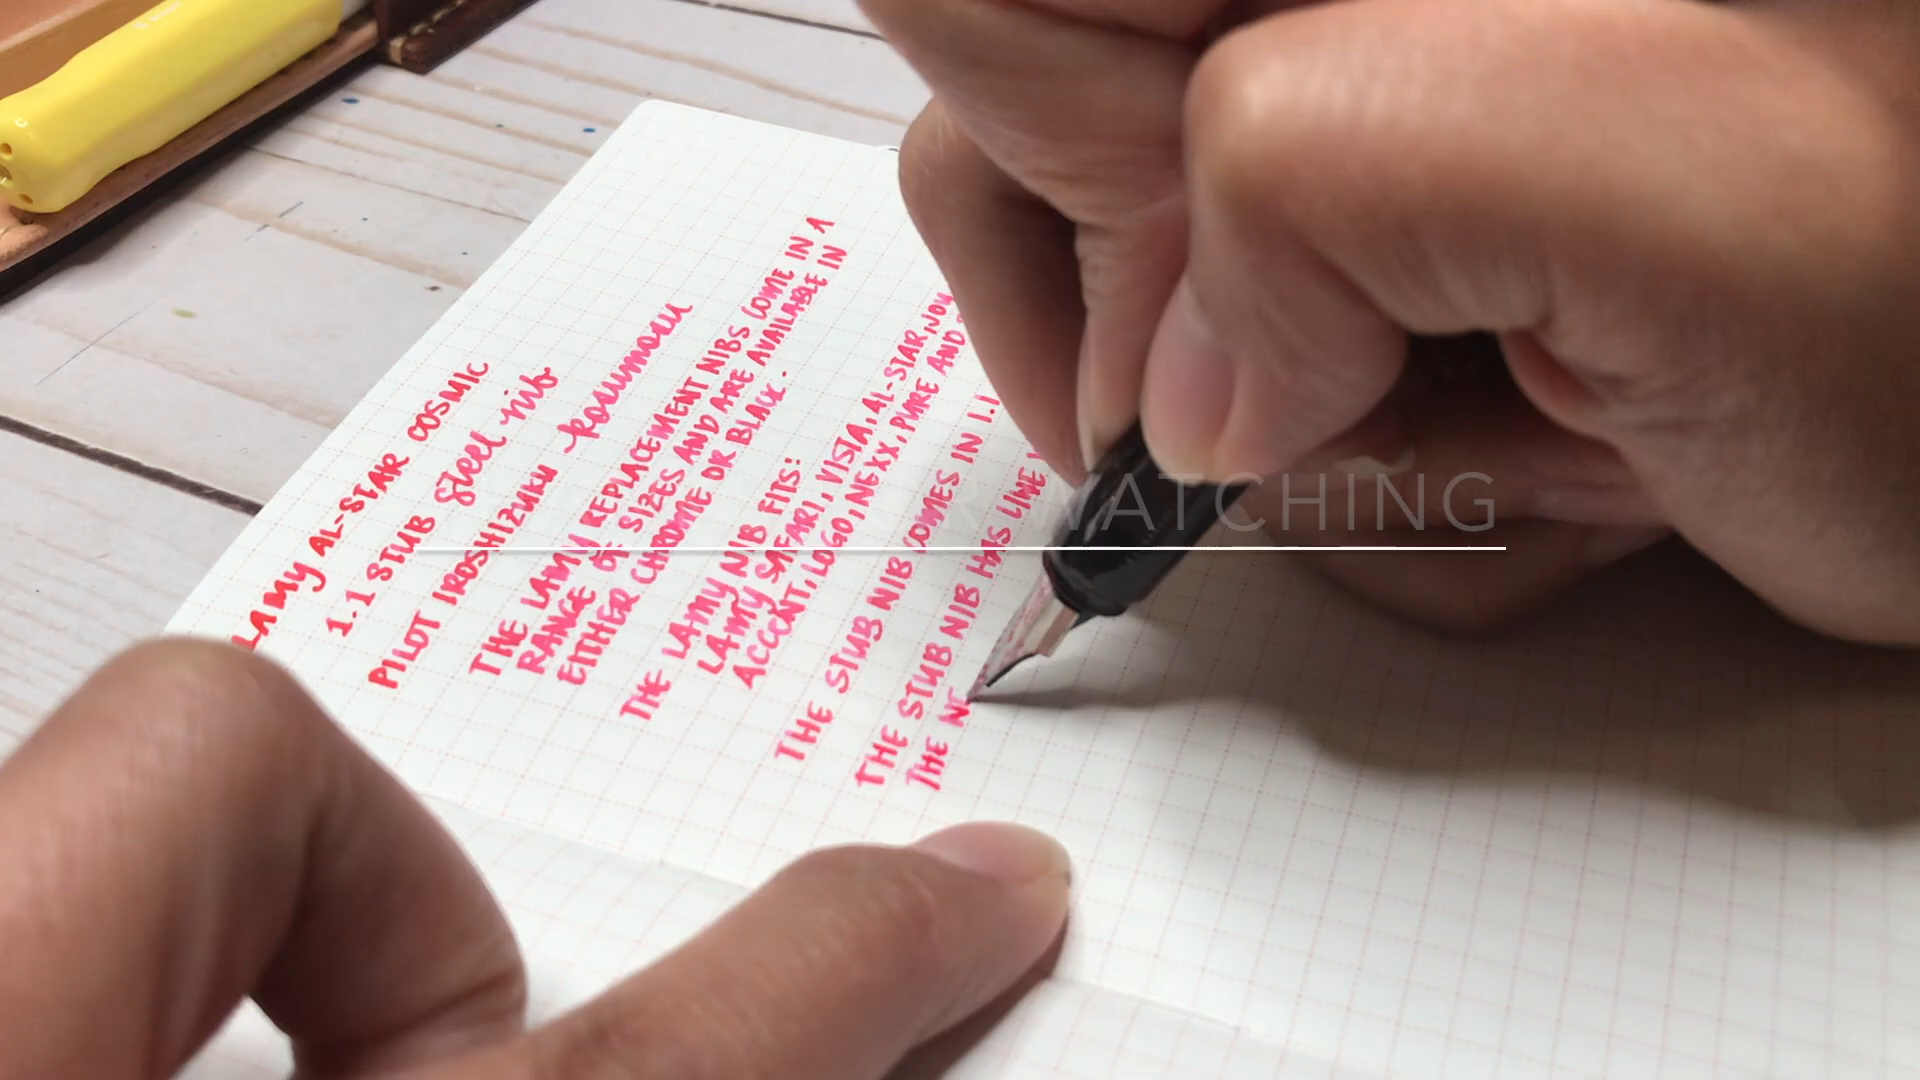 LAMY AL-STAR COSMIC
1.1 STUB Steel nib
PILOT IROSHIZUKU kosumosu
THE LAMY REPLACEMENT NIBS COME IN A
RANGE OF SIZES AND ARE AVAILABLE IN
EITHER CHROME OR BLACK.
THE LAMY NIB FITS:
LAMY SAFARI, VISTA, AL-STAR, JOY
ACCENT, LOGO, NEXX, PURE AND
THE STUB NIB COMES IN 1.1
THE STUB NIB HAS LINE
THE
WATCHING